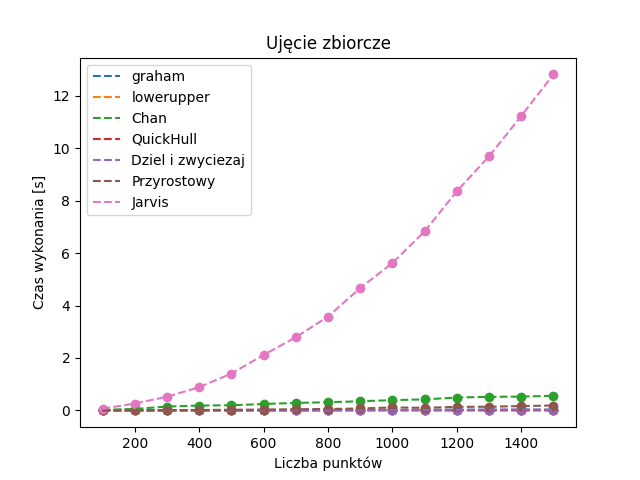 Ujęcie zbiorcze
graham
lowerupper
Chan
QuickHull
Dziel i zwyciezaj
Przyrostowy
Jarvis
Czas wykonania [s]
12
10
8
6
4
2
0
200 400 600 800 1000 1200 1400
Liczba punktów